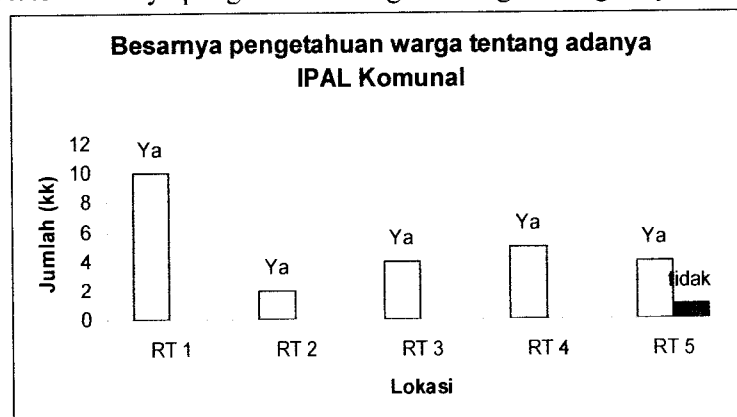 Besarnya pengetahuan warga tentang adanya
IPAL Komunal
Jumlah (kk)
12
10
8
6
4
2
0
Ya
Ya
Ya
Ya
Ya
tidak
RT 1
RT 2
RT 3
RT 4
RT 5
Lokasi